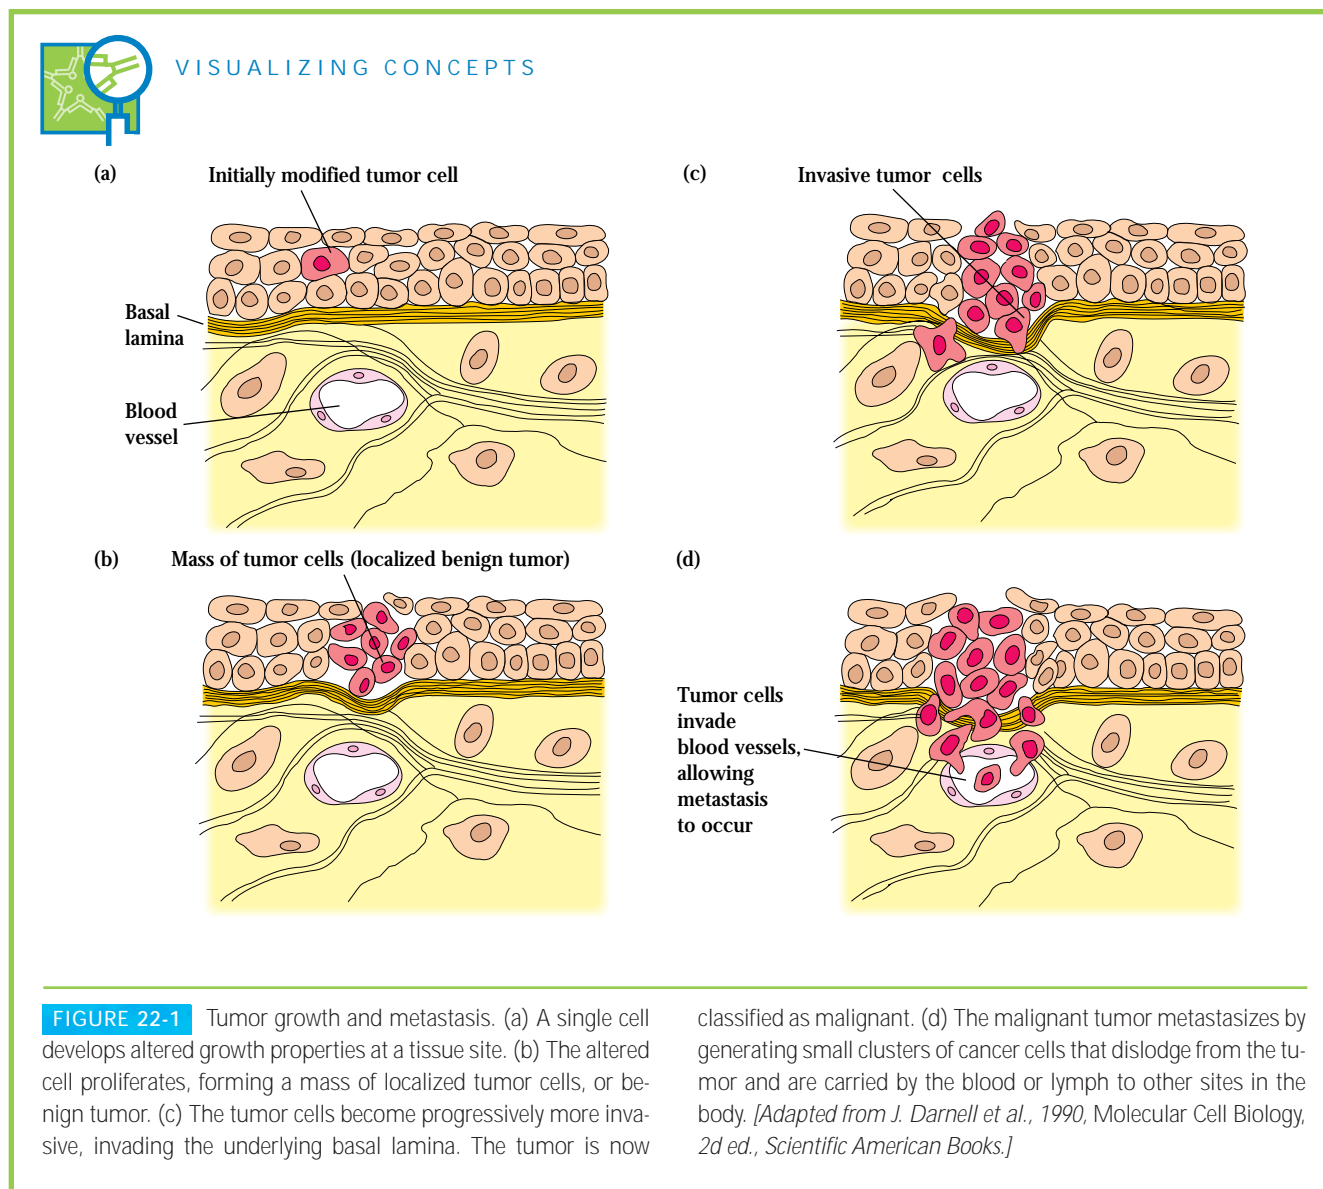 VISUALIZING CONCEPTS
(a)
Initially modified tumor cell
Basal
lamina
Blood
vessel
(b)
Mass of tumor cells (localized benign tumor)
(c)
Invasive tumor cells
(d)
Tumor cells
invade
blood vessels,
allowing
metastasis
to occur
FIGURE 22-1 Tumor growth and metastasis. (a) A single cell
develops altered growth properties at a tissue site. (b) The altered
cell proliferates, forming a mass of localized tumor cells, or be-
nign tumor. (c) The tumor cells become progressively more inva-
sive, invading the underlying basal lamina. The tumor is now
classified as malignant. (d) The malignant tumor metastasizes by
generating small clusters of cancer cells that dislodge from the tu-
mor and are carried by the blood or lymph to other sites in the
body. [Adapted from J. Darnell et al., 1990, Molecular Cell Biology,
2d ed., Scientific American Books.]